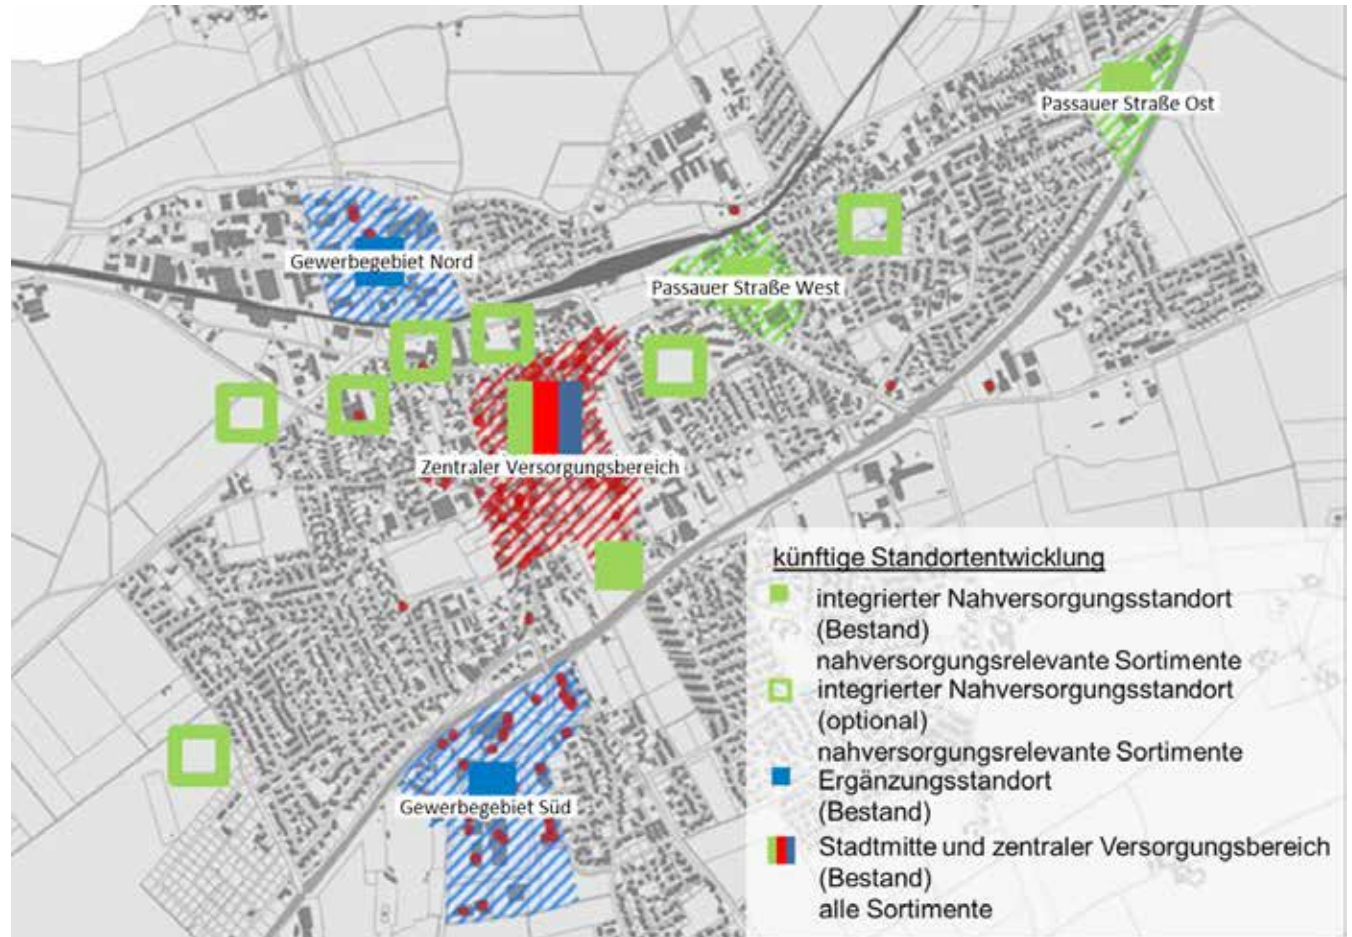 Passauer Straße Ost
Gewerbegebiet Nord
Passauer Straße West
Zentraler Versorgungsbereich
Gewerbegebiet Süd
künftige Standortentwicklung
integrierter Nahversorgungsstandort
(Bestand)
nahversorgungsrelevante Sortimente
integrierter Nahversorgungsstandort
(optional)
nahversorgungsrelevante Sortimente
Ergänzungsstandort
(Bestand)
Stadtmitte und zentraler Versorgungsbereich
(Bestand)
alle Sortimente